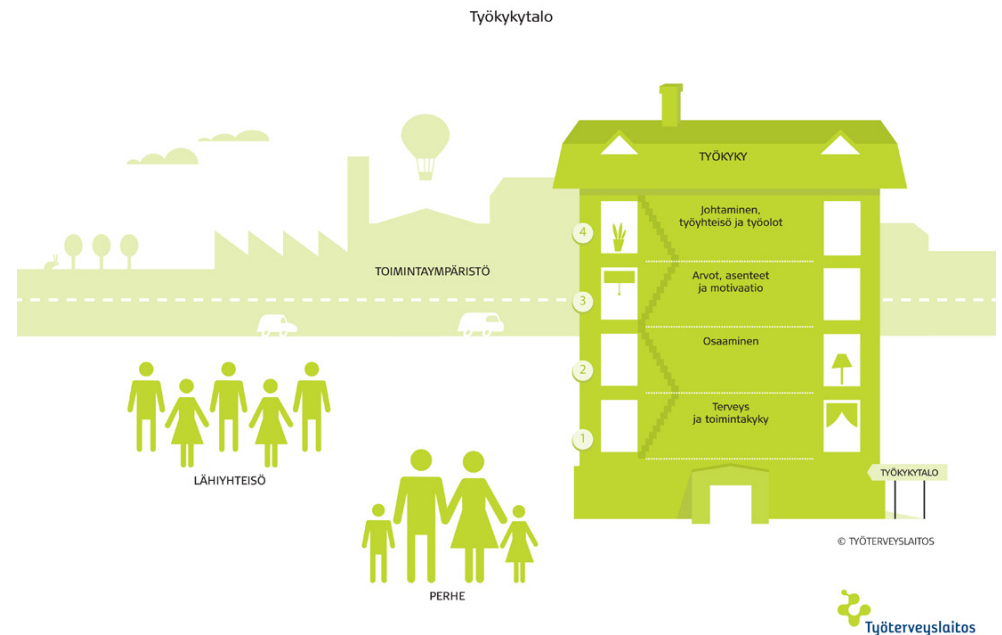 Työkykytalo
TYÖKYKY
4
Johtaminen,
työyhteisö ja työolot
TOIMINTAYMPÄRISTÖ
3
Arvot, asenteet
ja motivaatio
2
Osaaminen
1
Terveys
ja toimintakyky
LÄHIYHTEISÖ
TYÖKYKYTALO
PERHE
© TYÖTERVEYSLAITOS
Työterveyslaitos